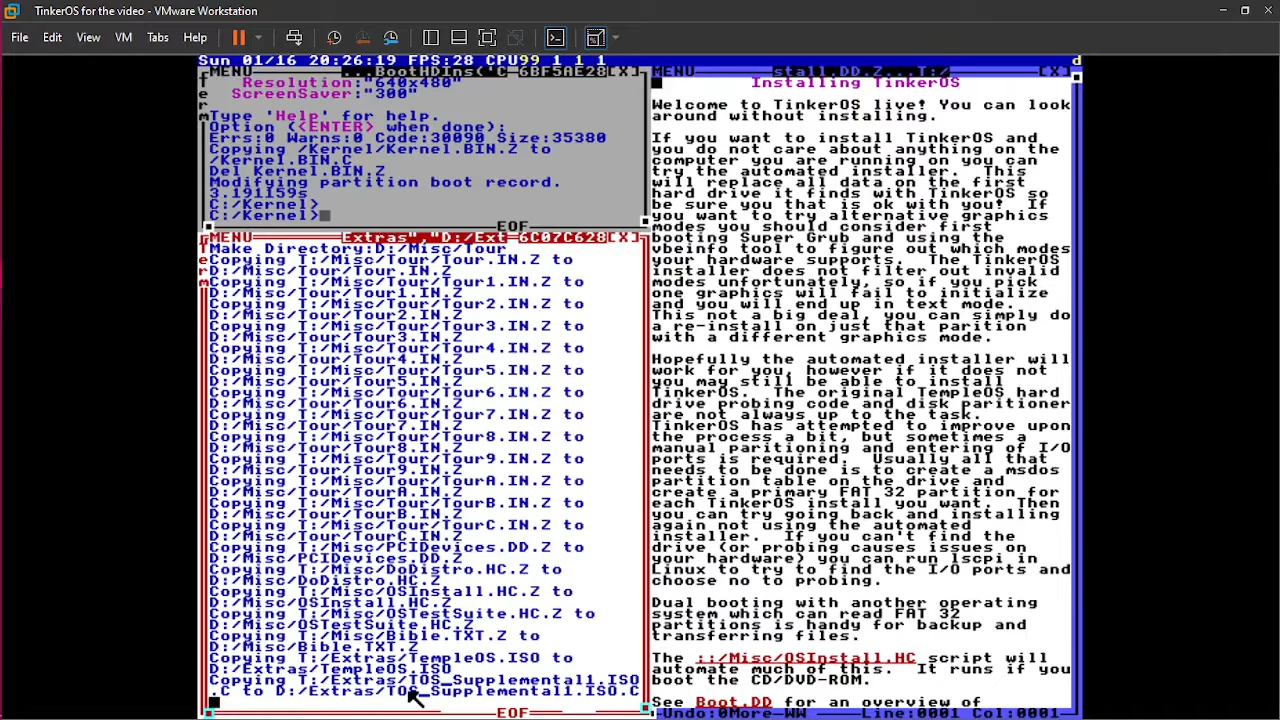 TinkerOS for the video - VMware Workstation
File Edit View VM Tabs Help
Sun 01/16 20:26:19 FPS:28 CPU99 1 1 1 d
MENU ...BootHDIns('C 6BF5AE28[X]
Resolution:"640x480"
ScreenSaver:"300"
Type 'Help' for help.
Option (<ENTER> when done):
Errs:0 Warns:0 Code:30090 Size:35380
Copying /Kernel/Kernel.BIN.Z to
/Kernel.BIN.C
Del Kernel.BIN.Z
Modifying partition boot record.
3.191159s
C:/Kernel>
C:/Kernel>
EOF
MENU Extras","D:/Ext 6C07C628[X]
Make Directory:D:/Misc/Tour
Copying T:/Misc/Tour/Tour.IN.Z to
D:/Misc/Tour/Tour.IN.Z
Copying T:/Misc/Tour/Tour1.IN.Z to
D:/Misc/Tour/Tour1.IN.Z
Copying T:/Misc/Tour/Tour2.IN.Z to
D:/Misc/Tour/Tour2.IN.Z
Copying T:/Misc/Tour/Tour3.IN.Z to
D:/Misc/Tour/Tour3.IN.Z
Copying T:/Misc/Tour/Tour4.IN.Z to
D:/Misc/Tour/Tour4.IN.Z
Copying T:/Misc/Tour/Tour5.IN.Z to
D:/Misc/Tour/Tour5.IN.Z
Copying T:/Misc/Tour/Tour6.IN.Z to
D:/Misc/Tour/Tour6.IN.Z
Copying T:/Misc/Tour/Tour7.IN.Z to
D:/Misc/Tour/Tour7.IN.Z
Copying T:/Misc/Tour/Tour8.IN.Z to
D:/Misc/Tour/Tour8.IN.Z
Copying T:/Misc/Tour/Tour9.IN.Z to
D:/Misc/Tour/Tour9.IN.Z
Copying T:/Misc/Tour/TourA.IN.Z to
D:/Misc/Tour/TourA.IN.Z
Copying T:/Misc/Tour/TourB.IN.Z to
D:/Misc/Tour/TourB.IN.Z
Copying T:/Misc/Tour/TourC.IN.Z to
D:/Misc/Tour/TourC.IN.Z
Copying T:/Misc/PCIDevices.DD.Z to
D:/Misc/PCIDevices.DD.Z
Copying T:/Misc/DoDistro.HC.Z to
D:/Misc/DoDistro.HC.Z
Copying T:/Misc/OSInstall.HC.Z to
D:/Misc/OSInstall.HC.Z
Copying T:/Misc/OSTestSuite.HC.Z to
D:/Misc/OSTestSuite.HC.Z
Copying T:/Misc/Bible.TXT.Z to
D:/Misc/Bible.TXT.Z
Copying T:/Extras/TempleOS.ISO to
D:/Extras/TempleOS.ISO
Copying T:/Extras/TOS_Supplemental1.ISO
.C to D:/Extras/TOS_Supplemental1.ISO.C
EOF
MENU stall.DD.Z...T:/ [X]
Installing TinkerOS
Welcome to TinkerOS live! You can look
around without installing.
If you want to install TinkerOS and
you do not care about anything on the
computer you are running on you can
try the automated installer. This
will replace all data on the first
hard drive it finds with TinkerOS so
be sure you that is ok with you! If
you want to try alternative graphics
modes you should consider first
booting Super Grub and using the
vbeinfo tool to figure out which modes
your hardware supports. The TinkerOS
installer does not filter out invalid
modes unfortunately, so if you pick
one graphics will fail to initialize
and you will end up in text mode.
This not a big deal, you can simply do
a re-install on just that parition
with a different graphics mode.
Hopefully the automated installer will
work for you, however if it does not
you may still be able to install
TinkerOS. The original TempleOS hard
drive probing code and disk paritioner
are not always up to the task.
TinkerOS has attempted to improve upon
the process a bit, but sometimes a
manual paritioning and entering of I/O
ports is required. Usually all that
needs to be done is to create a msdos
partition table on the drive and
create a primary FAT 32 partition for
each TinkerOS install you want. Then
you can try going back and installing
again not using the automated
installer. If you can't find the
drive (or probing causes issues on
your hardware) you can run lscpi in
Linux to try to find the I/O ports and
choose no to probing.
Dual booting with another operating
system which can read FAT 32
partitions is handy for backup and
transferring files.
The ::/Misc/OSInstall.HC script will
automate much of this. It runs if you
boot the CD/DVD-ROM.
See Boot.DD for an overview of
Undo:0More-WW Line:0001 Col:0001